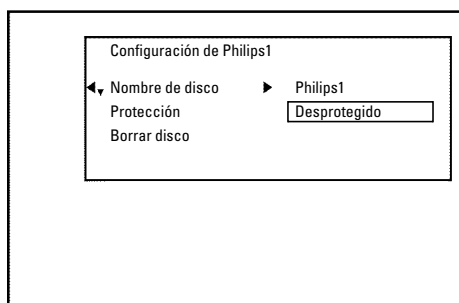 Configuración de Philips1
Nombre de disco Philips1
Protección Desprotegido
Borrar disco